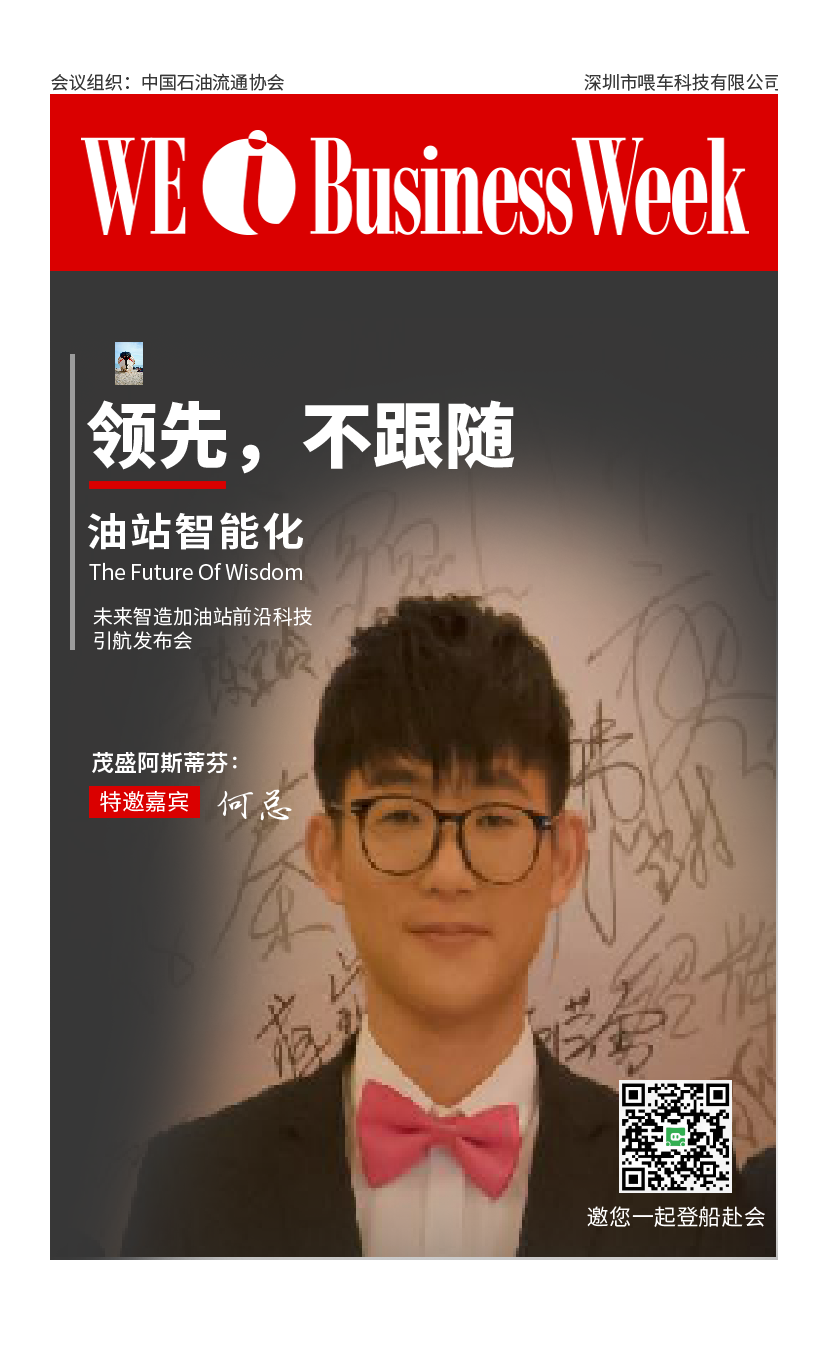 会议组织：中国石油流通协会
深圳市喂车科技有限公司
WE i BusinessWeek
领先，不跟随
油站智能化
The Future Of Wisdom
未来智造加油站前沿科技
引航发布会
茂盛阿斯蒂芬：
特邀嘉宾 何总
邀您一起登船赴会